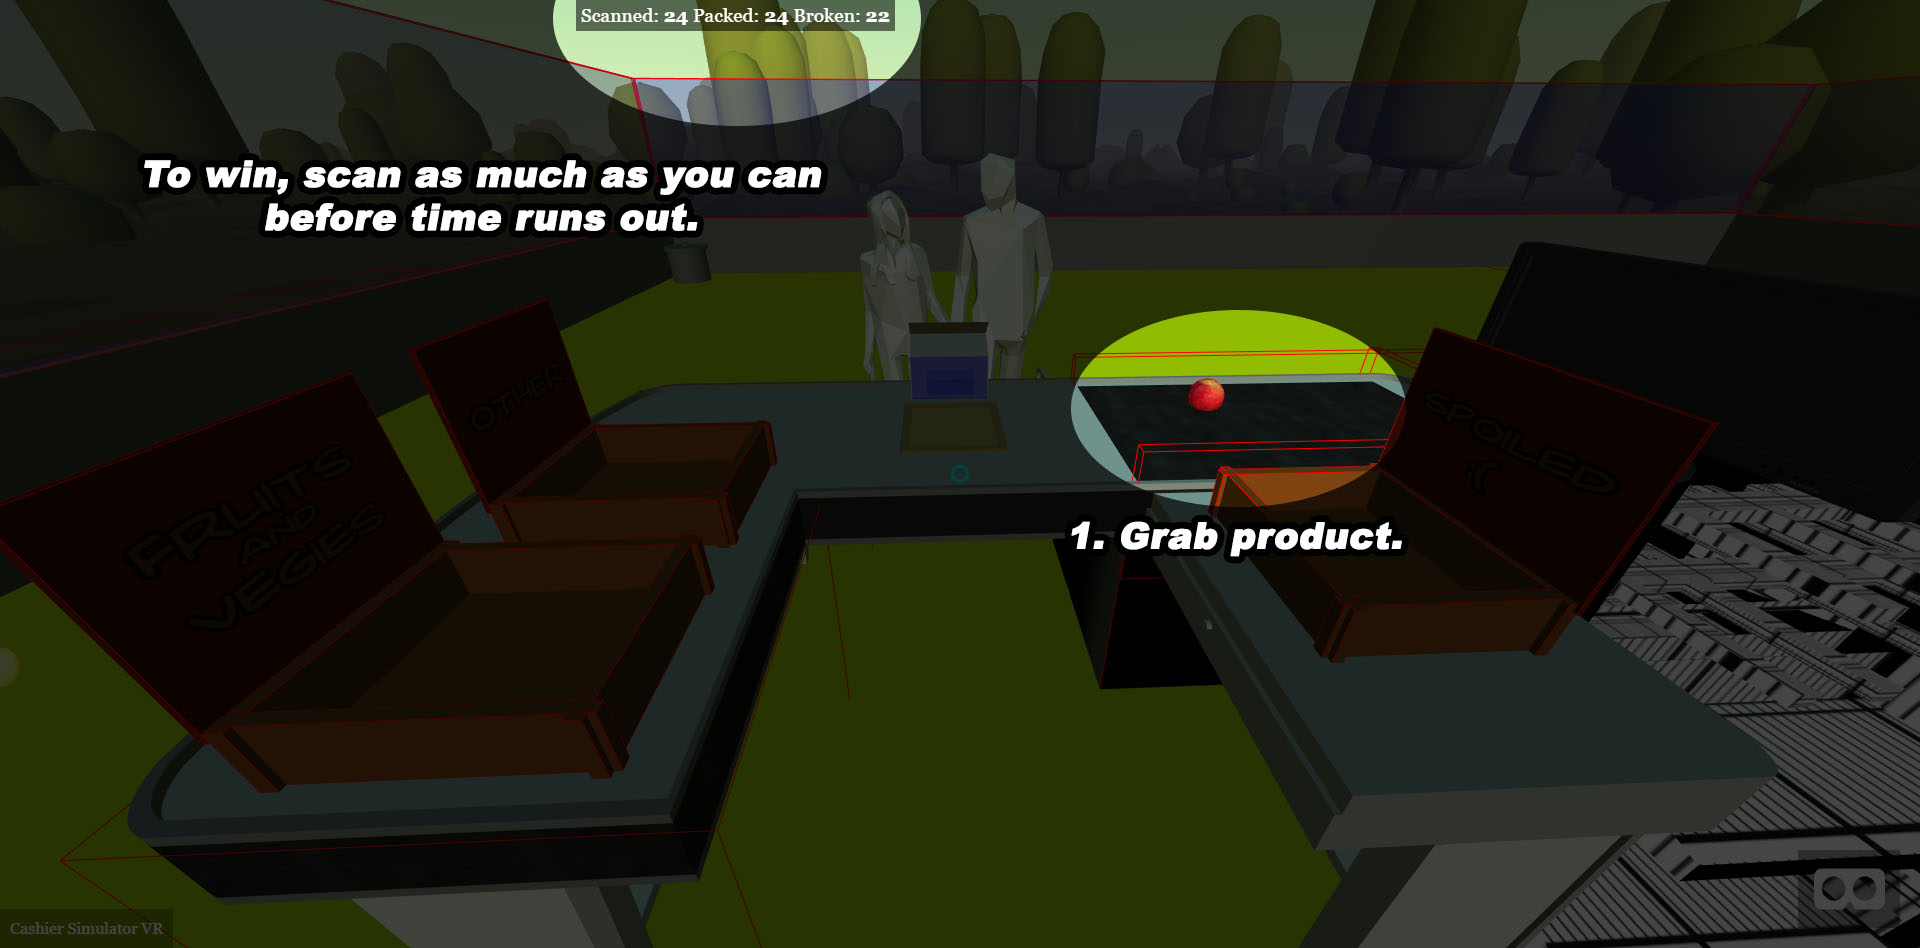 Scanned: 24 Packed: 24 Broken: 22
To win, scan as much as you can
before time runs out.
OTHER
SPOILED
:(
FRUITS
AND
VEGIES
1. Grab product.
Cashier Simulator VR